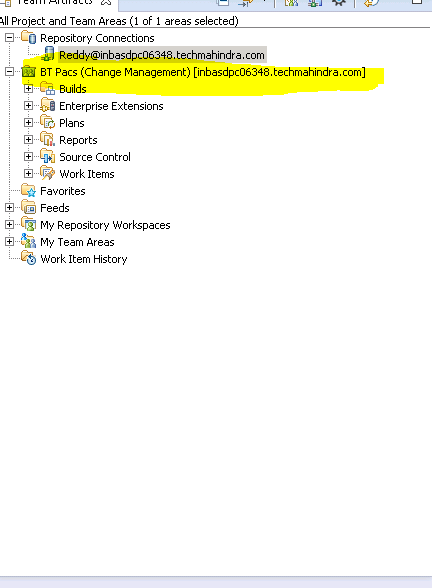 Team Artifacts
All Project and Team Areas (1 of 1 areas selected)
Repository Connections
Reddy@inbasdpc06348.techmahindra.com
BT Pacs (Change Management) [inbasdpc06348.techmahindra.com]
Builds
Enterprise Extensions
Plans
Reports
Source Control
Work Items
Favorites
Feeds
My Repository Workspaces
My Team Areas
Work Item History